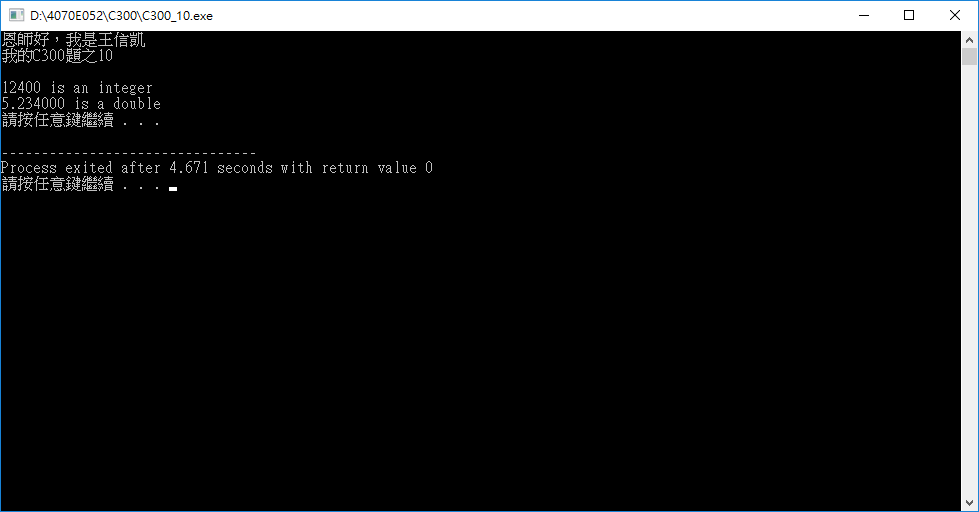 D:\4070E052\C300\C300_10.exe
恩師好，我是王信凱
我的C300題之10
12400 is an integer
5.234000 is a double
請按任意鍵繼續 . . .
--------------------------------
Process exited after 4.671 seconds with return value 0
請按任意鍵繼續 . . .